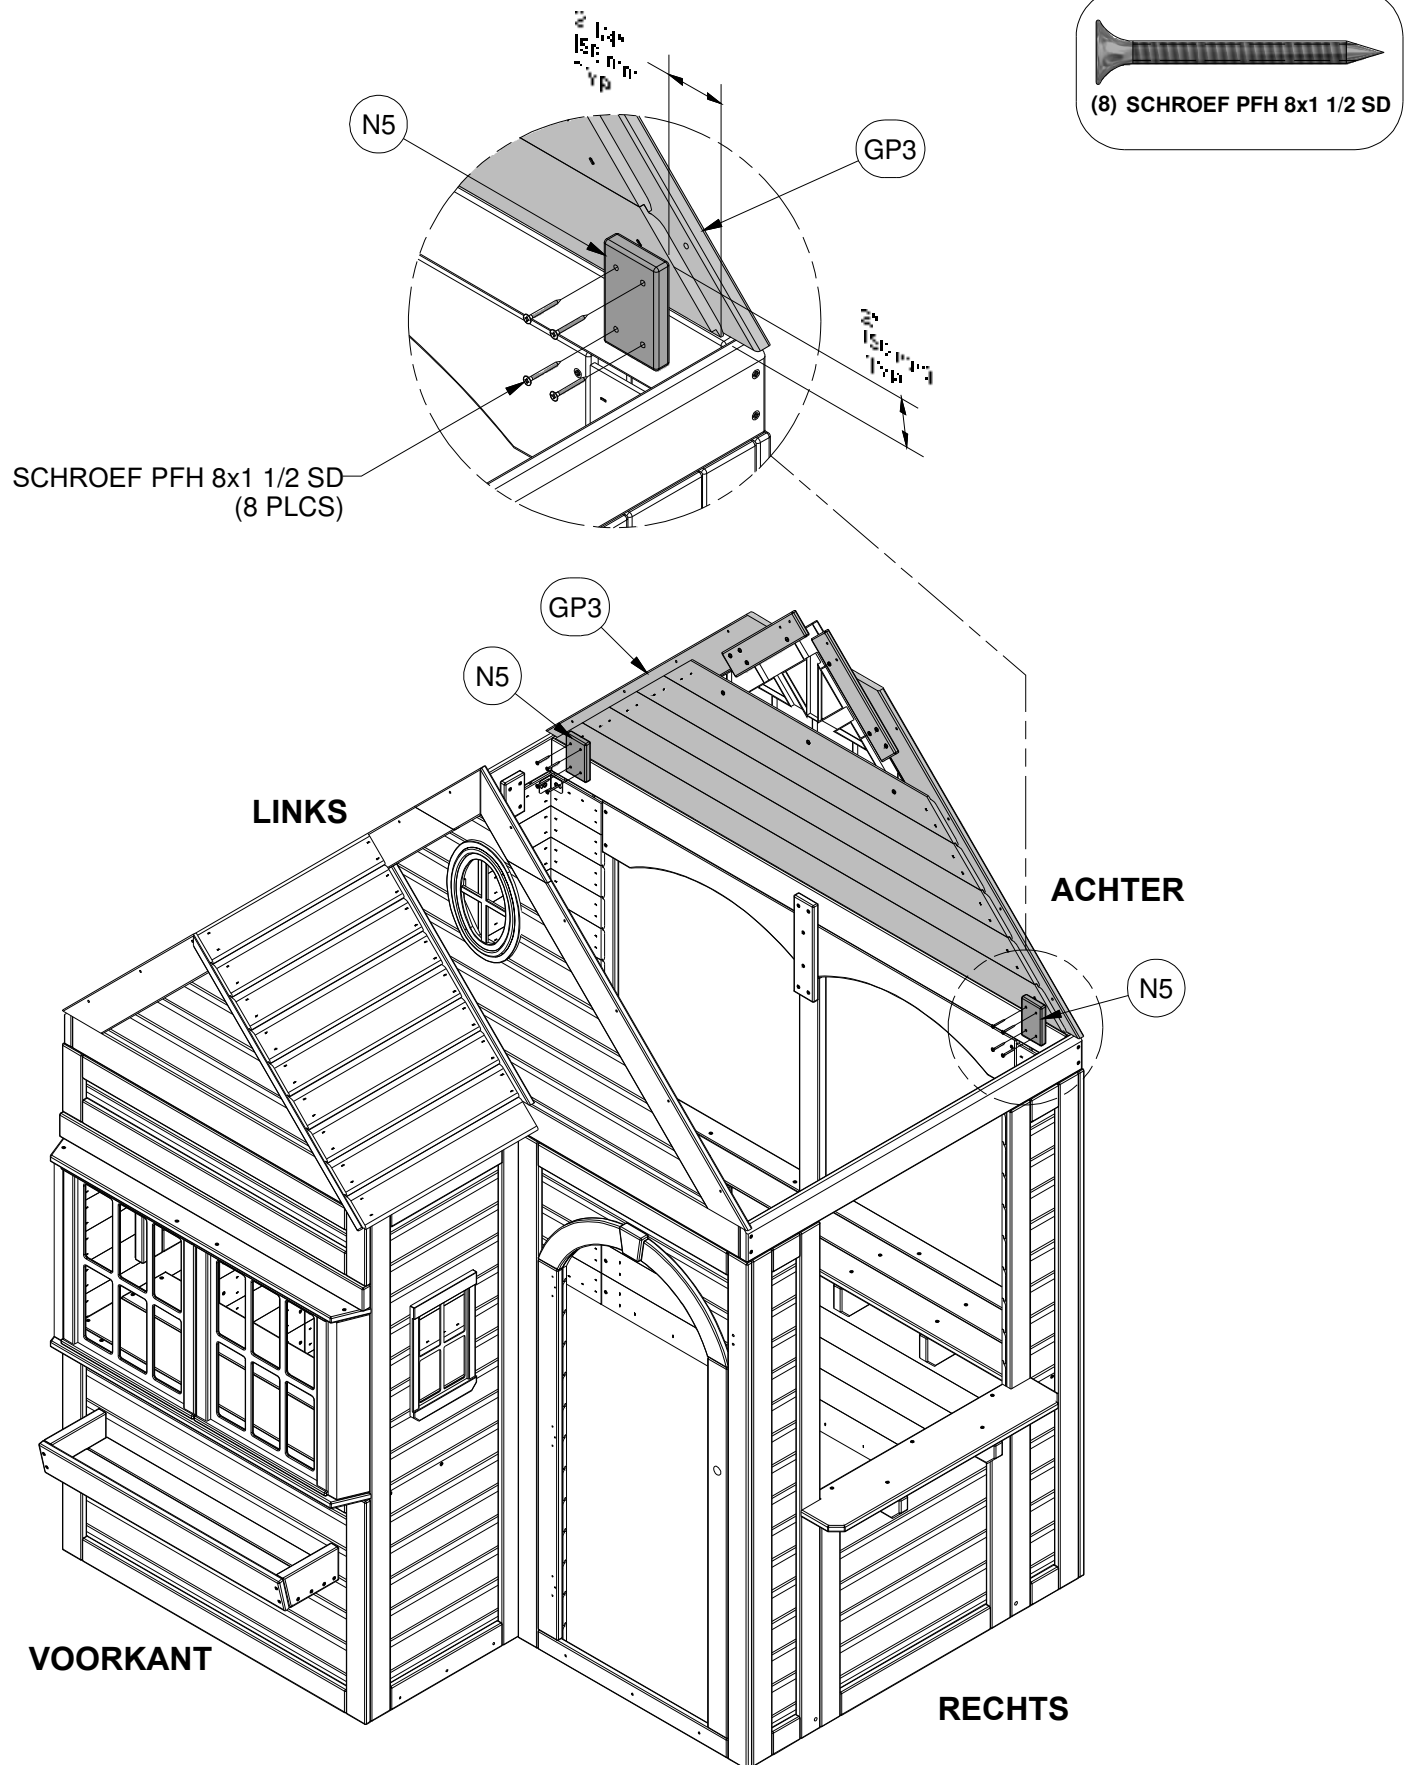 (8) SCHROEF PFH 8x1 1/2 SD
N5
GP3
SCHROEF PFH 8x1 1/2 SD
(8 PLCS)
GP3
N5
LINKS
ACHTER
N5
VOORKANT
RECHTS